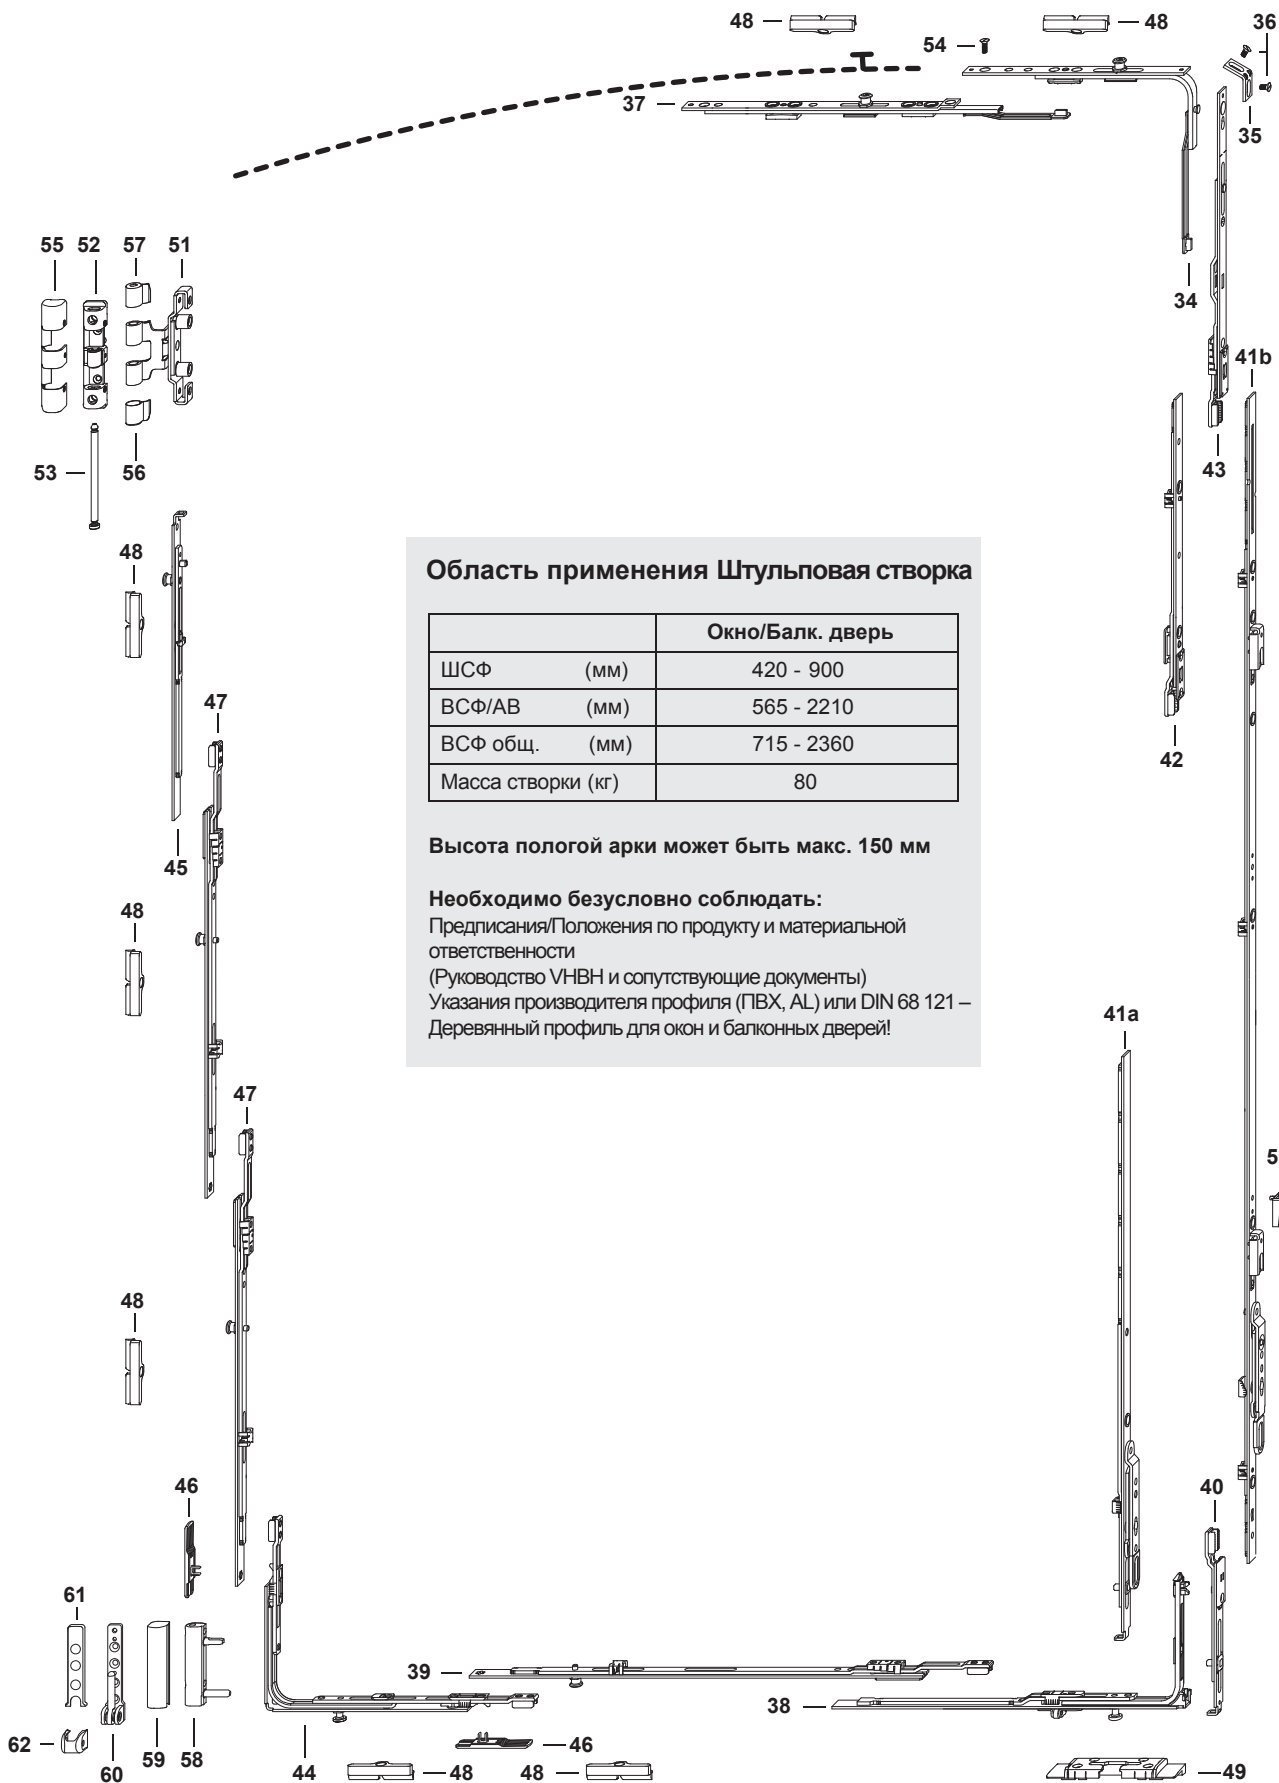 48
48
36
54
37
35
55
52
57
51
34
41b
53
56
43
48
Область применения Штульповая створка
Окно/Балк. дверь
ШСФ (мм) 420 - 900
ВСФ/АВ (мм) 565 - 2210
ВСФ общ. (мм) 715 - 2360
Масса створки (кг) 80
47
42
45
Высота пологой арки может быть макс. 150 мм
Необходимо безусловно соблюдать:
Предписания/Положения по продукту и материальной
ответственности
(Руководство VHBH и сопутствующие документы)
Указания производителя профиля (ПВХ, AL) или DIN 68 121 –
Деревянный профиль для окон и балконных дверей!
48
41a
47
5
48
46
40
61
39
38
62
60
59
58
44
46
48
48
49